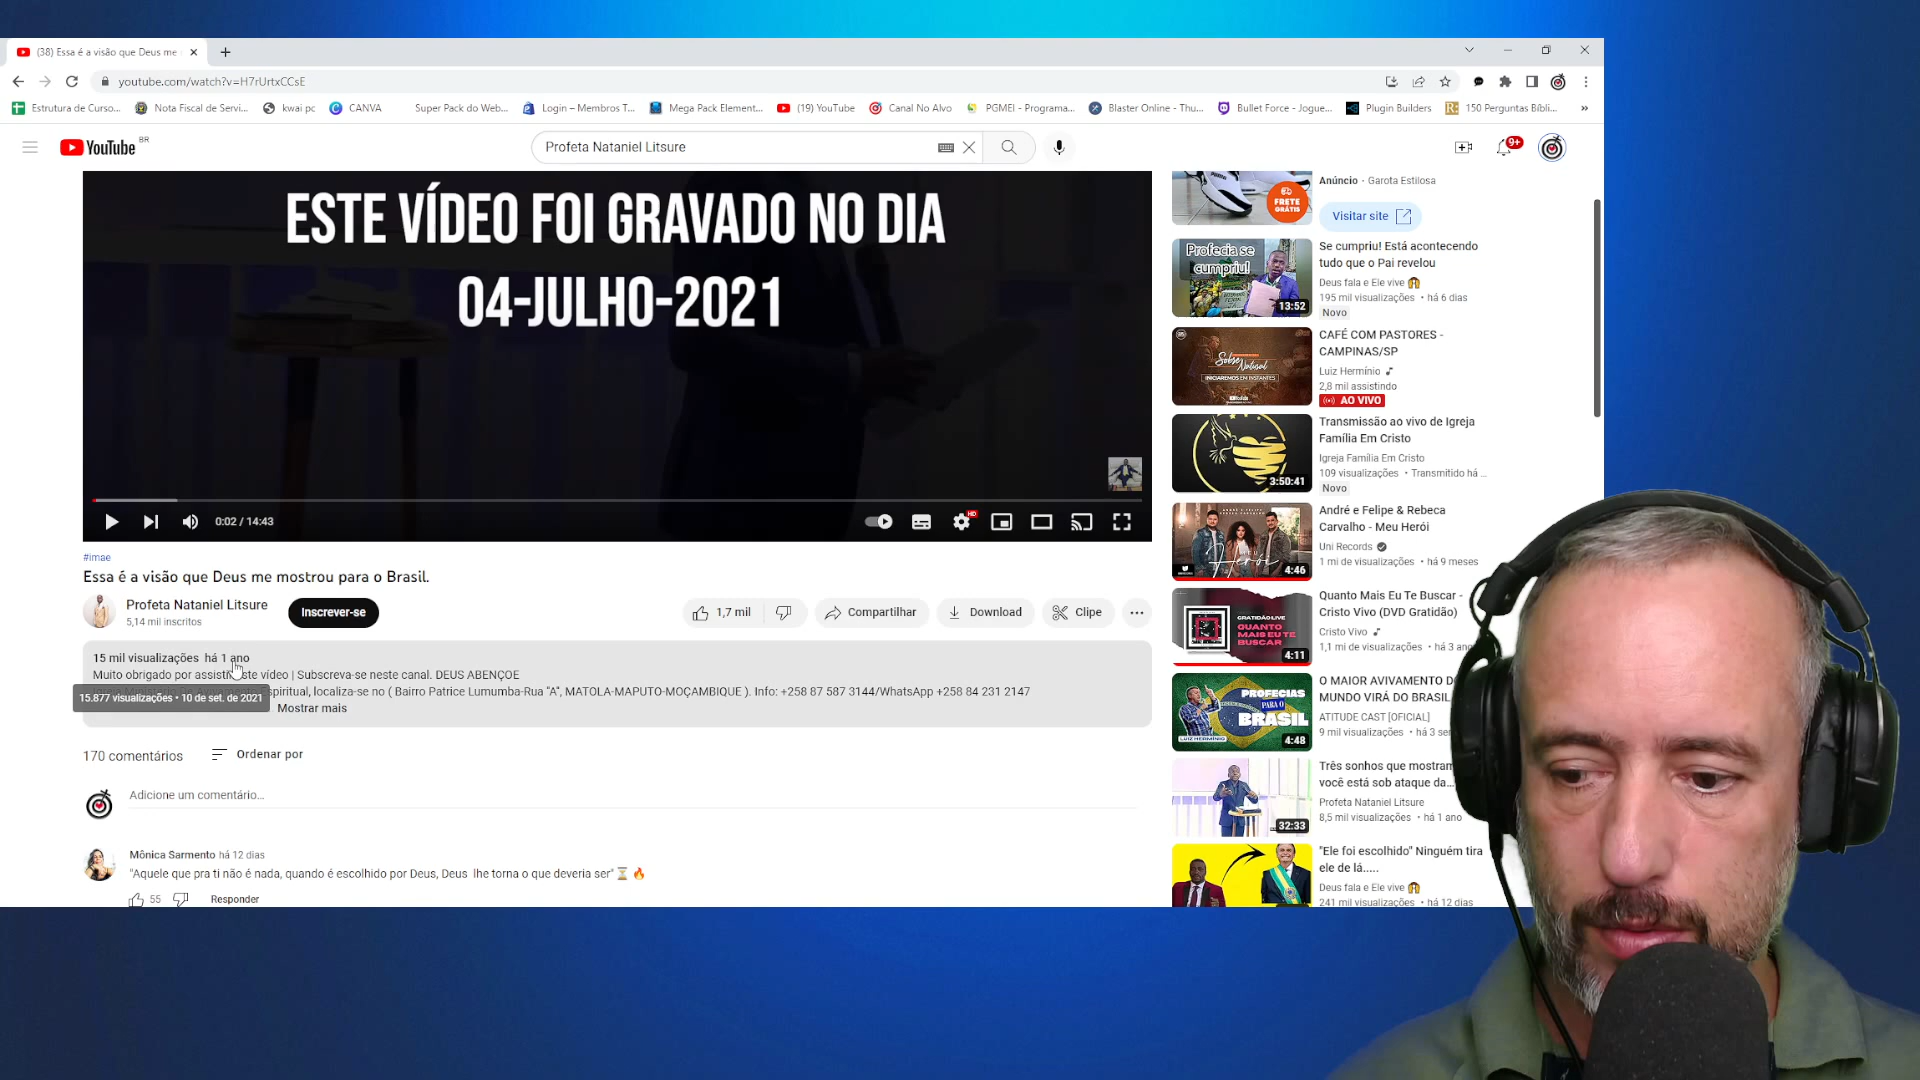 (38) Essa é a visão que Deus me
youtube.com/watch?v=H7rUrtxCCsE
Estrutura de Curso...
Nota Fiscal de Servi...
kwai pc
CANVA
Super Pack do Web...
Login – Membros T...
Mega Pack Element...
(19) YouTube
Canal No Alvo
PGMEI - Programa...
Blaster Online - Thu...
Bullet Force - Jogue...
Plugin Builders
150 Perguntas Bíbli...
YouTube BR
Profeta Nataniel Litsure
9+
ESTE VÍDEO FOI GRAVADO NO DIA
04-JULHO-2021
0:02 / 14:43
HD
#imae
Essa é a visão que Deus me mostrou para o Brasil.
Profeta Nataniel Litsure
5,14 mil inscritos
Inscrever-se
1,7 mil
Compartilhar
Download
Clipe
15 mil visualizações há 1 ano
Muito obrigado por assisti ste vídeo | Subscreva-se neste canal. DEUS ABENÇOE
spiritual, localiza-se no ( Bairro Patrice Lumumba-Rua "A", MATOLA-MAPUTO-MOÇAMBIQUE ). Info: +258 87 587 3144/WhatsApp +258 84 231 2147
15.877 visualizações • 10 de set. de 2021
Mostrar mais
170 comentários
Ordenar por
Adicione um comentário...
Mônica Sarmento há 12 dias
"Aquele que pra ti não é nada, quando é escolhido por Deus, Deus lhe torna o que deveria ser" ⏳ 🔥
55
Responder
FRETE
GRÁTIS
Anúncio · Garota Estilosa
Visitar site
Profecia se
cumpriu!
13:52
Se cumpriu! Está acontecendo
tudo que o Pai revelou
Deus fala e Ele vive
195 mil visualizações • há 6 dias
Novo
Sobre
Natural
INICIAREMOS EM INSTANTES
CAFÉ COM PASTORES -
CAMPINAS/SP
Luiz Hermínio
2,8 mil assistindo
AO VIVO
3:50:41
Transmissão ao vivo de Igreja
Família Em Cristo
Igreja Família Em Cristo
109 visualizações • Transmitido há ...
Novo
Meu
Herói
4:46
André e Felipe & Rebeca
Carvalho - Meu Herói
Uni Records
1 mi de visualizações • há 9 meses
GRATIDÃO LIVE
QUANTO
MAIS EU TE
BUSCAR
4:11
Quanto Mais Eu Te Buscar -
Cristo Vivo (DVD Gratidão)
Cristo Vivo
1,1 mi de visualizações • há 3 ano
PROFECIAS
PARA O
BRASIL
LUIZ HERMÍNIO
4:48
O MAIOR AVIVAMENTO D
MUNDO VIRÁ DO BRASIL
ATITUDE CAST [OFICIAL]
9 mil visualizações • há 3 se
32:33
Três sonhos que mostram
você está sob ataque da...
Profeta Nataniel Litsure
8,5 mil visualizações • há 1 ano
"Ele foi escolhido" Ninguém tira
ele de lá.....
Deus fala e Ele vive
241 mil visualizações • há 12 dias